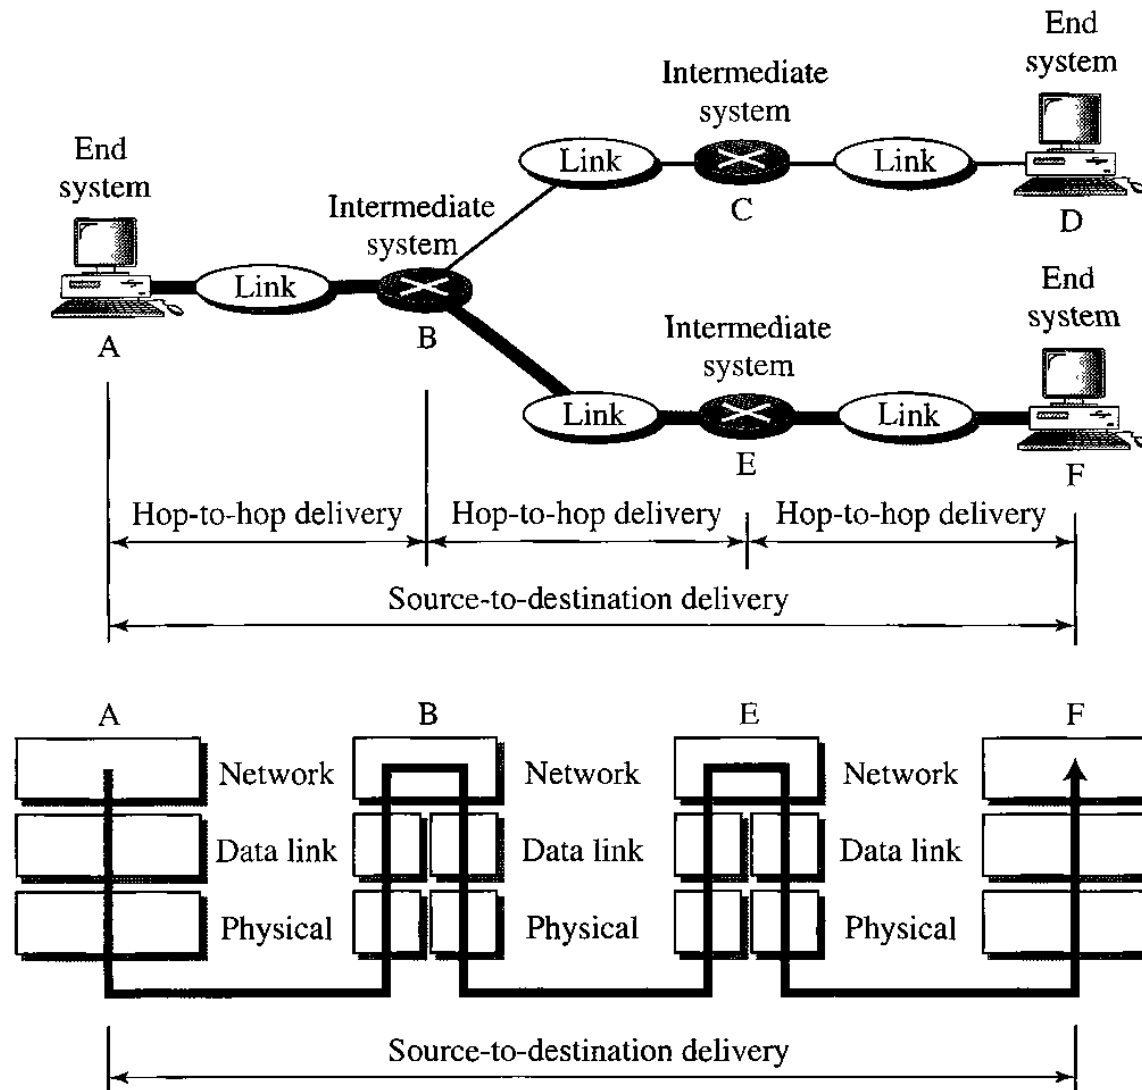 End
system
Intermediate
system
End
system
Link
Link
Intermediate
system
C
D
Link
A
B
End
system
Intermediate
system
Link
Link
E
F
Hop-to-hop delivery
Hop-to-hop delivery
Hop-to-hop delivery
Source-to-destination delivery
A
B
E
F
Network
Network
Network
Data link
Data link
Data link
Physical
Physical
Physical
Source-to-destination delivery